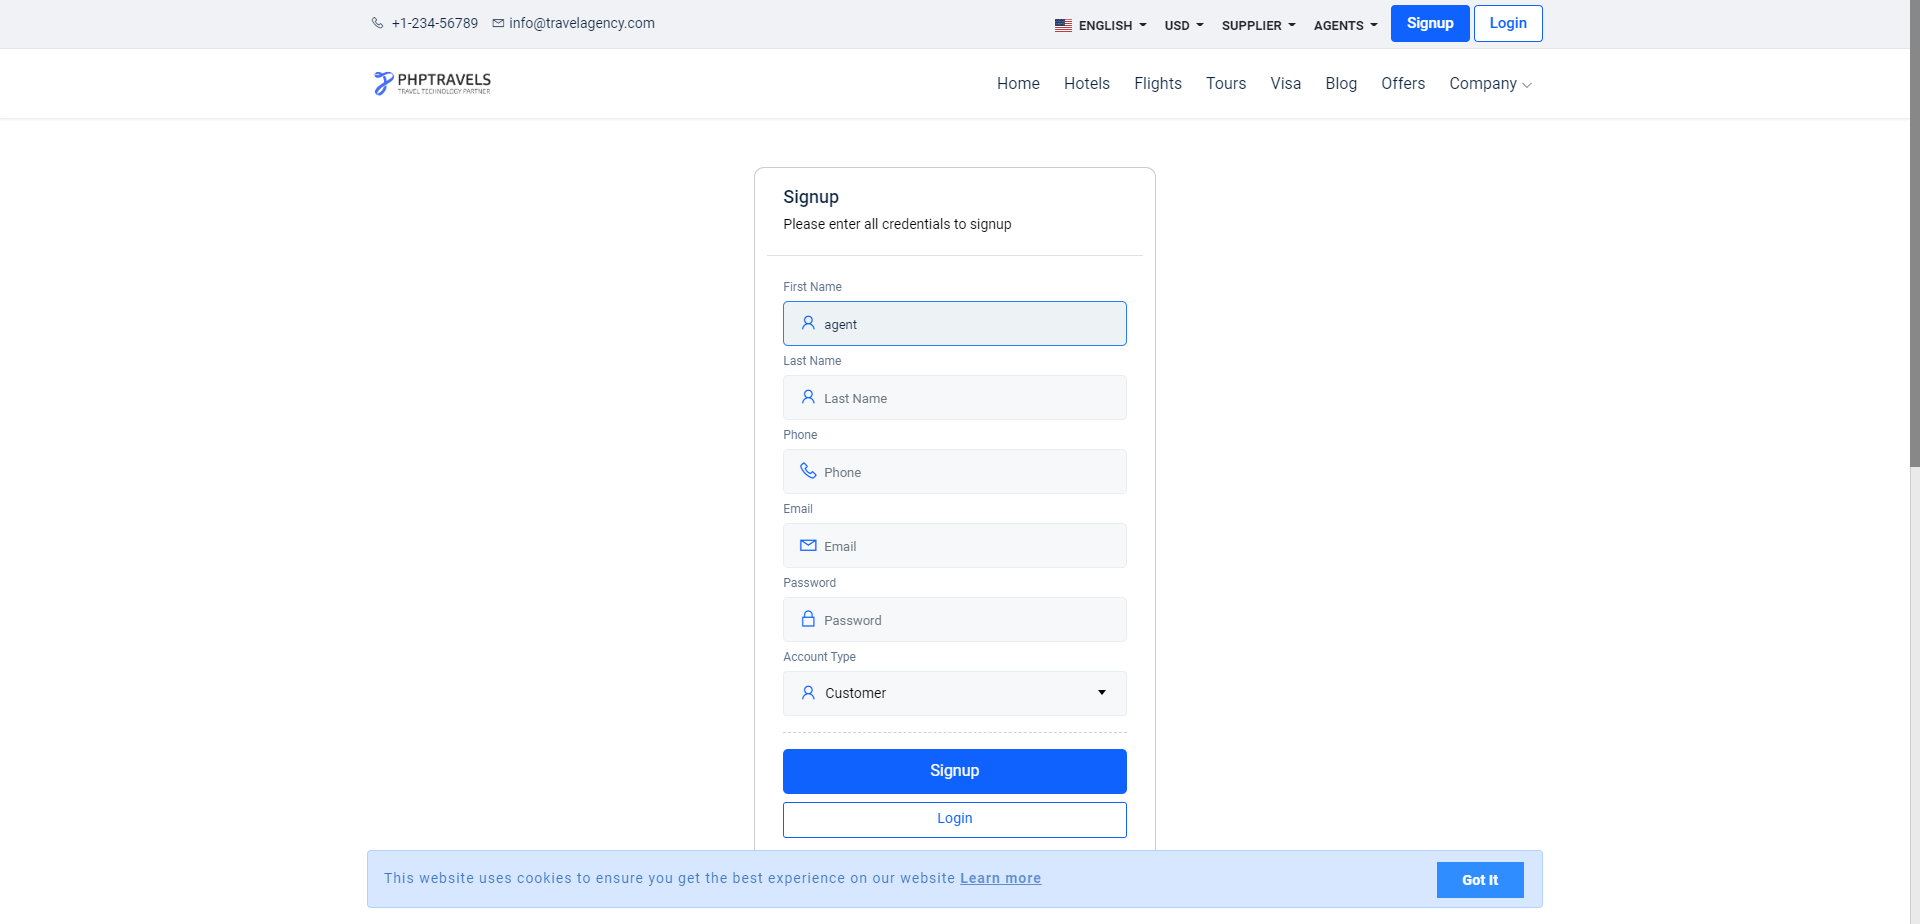 +1-234-56789 info@travelagency.com ENGLISH USD SUPPLIER AGENTS Signup Login
PHPTRAVELS
TRAVEL TECHNOLOGY PARTNER
Home Hotels Flights Tours Visa Blog Offers Company
Signup
Please enter all credentials to signup
First Name
agent
Last Name
Last Name
Phone
Phone
Email
Email
Password
Password
Account Type
Customer
Signup
Login
This website uses cookies to ensure you get the best experience on our website Learn more Got It